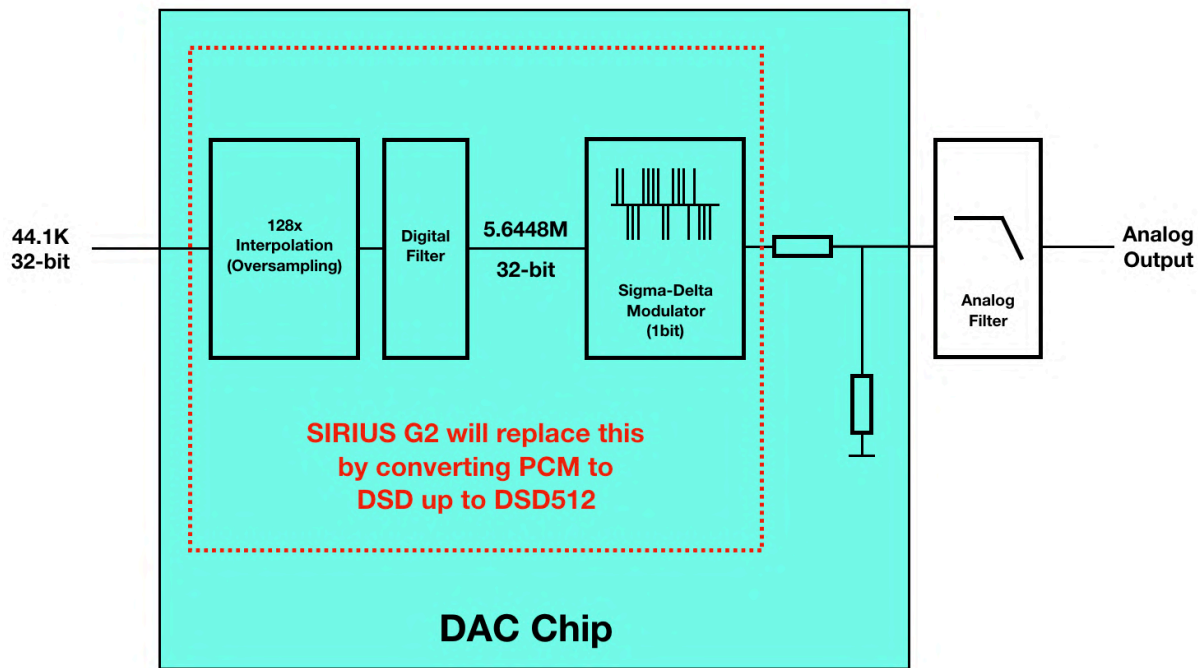 44.1K
32-bit
128x
Interpolation
(Oversampling)
Digital
Filter
5.6448M
32-bit
Sigma-Delta
Modulator
(1bit)
Analog
Filter
Analog
Output
SIRIUS G2 will replace this
by converting PCM to
DSD up to DSD512
DAC Chip